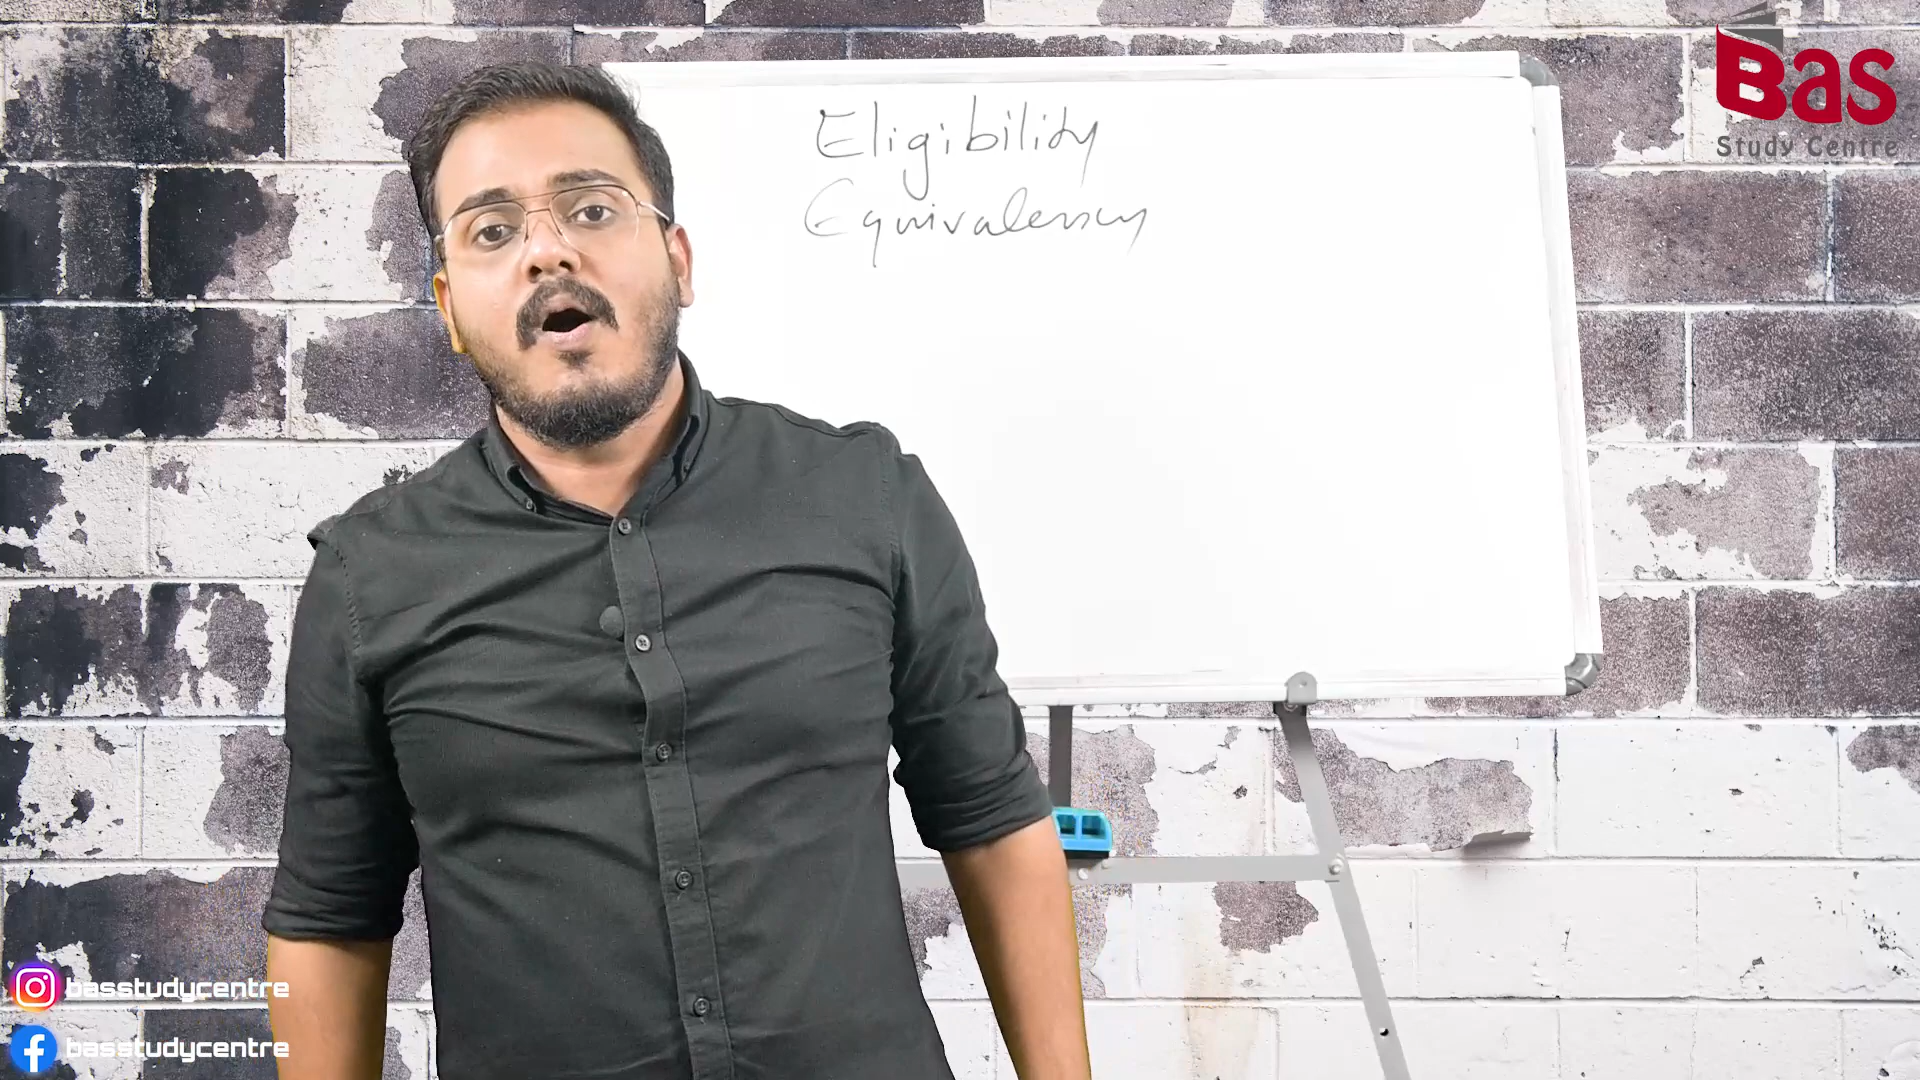 Bas
Study Centre
Eligibility
Equivalency
basstudycentre
basstudycentre